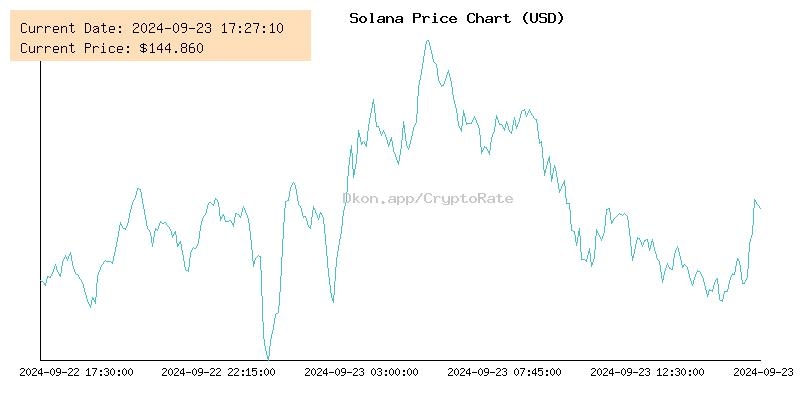 Solana Price Chart (USD)
Current Date: 2024-09-23 17:27:10
Current Price: $144.860
Dkon.app/CryptoRate
2024-09-22 17:30:00 2024-09-22 22:15:00 2024-09-23 03:00:00 2024-09-23 07:45:00 2024-09-23 12:30:00 2024-09-23